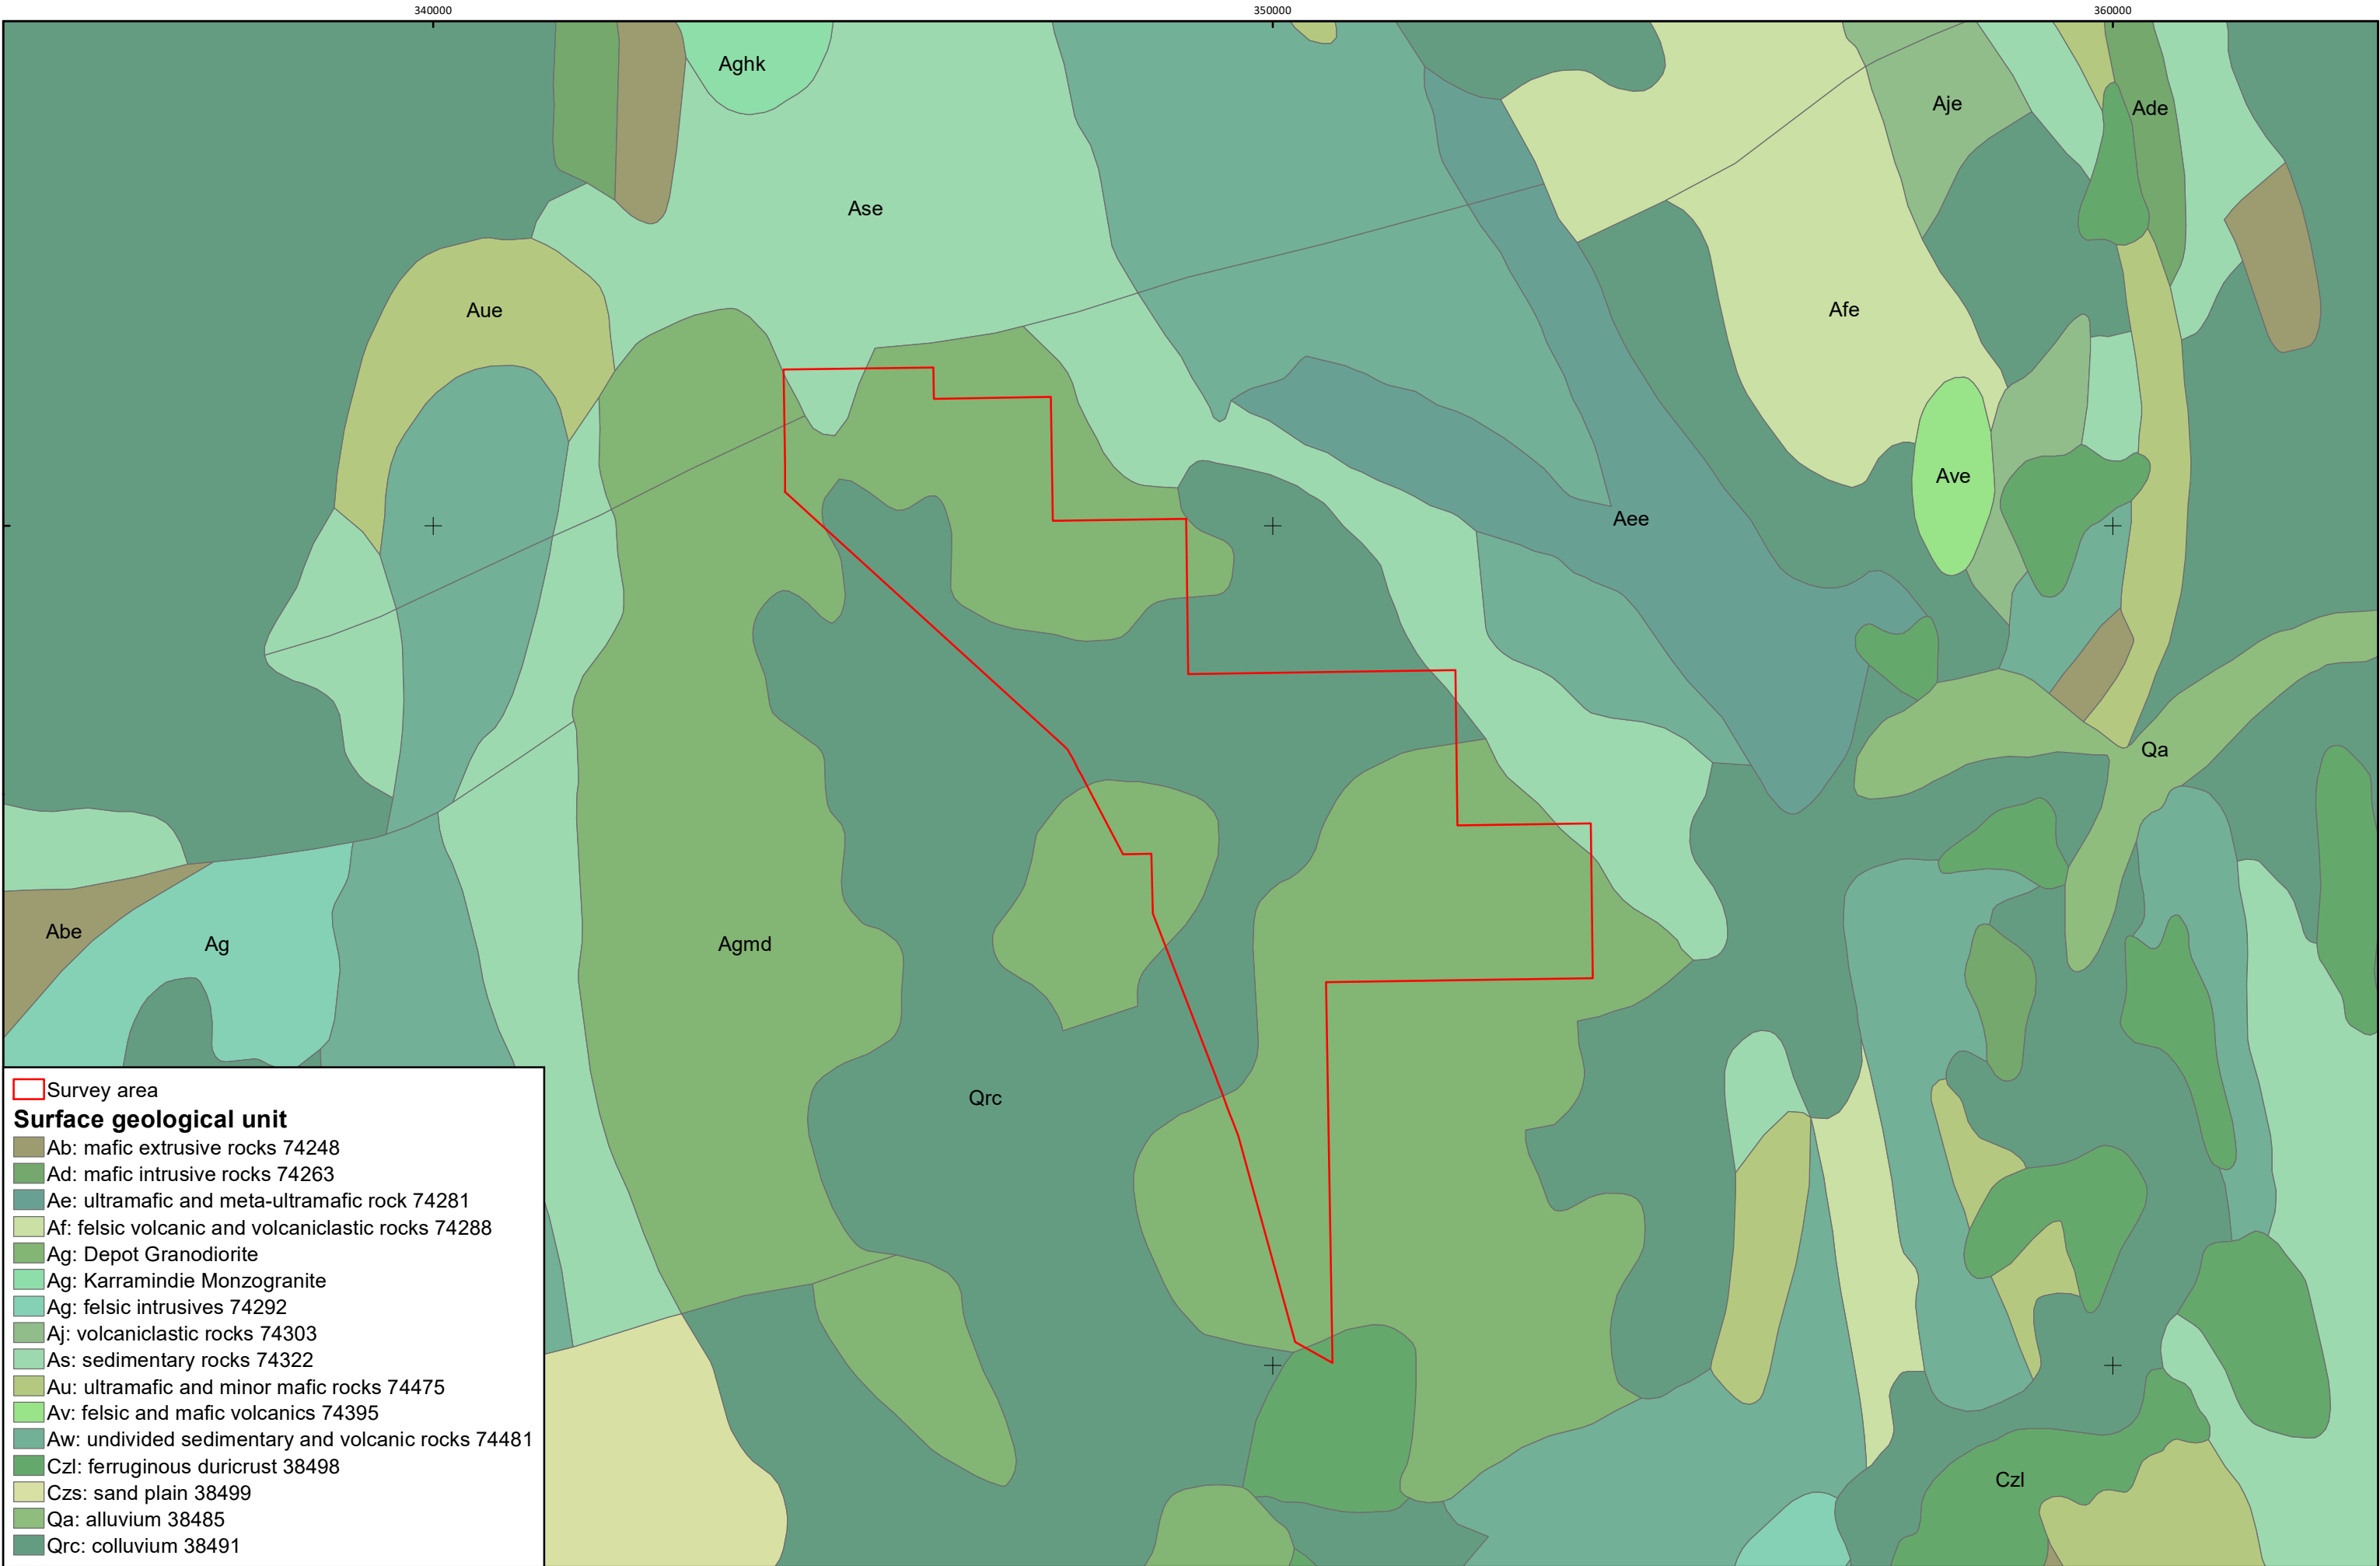 340000
350000
360000
Aghk
Aje
Ade
Ase
Aue
Afe
Ave
Aee
Qa
Abe
Ag
Agmd
Qrc
Czl
Survey area
Surface geological unit
Ab: mafic extrusive rocks 74248
Ad: mafic intrusive rocks 74263
Ae: ultramafic and meta-ultramafic rock 74281
Af: felsic volcanic and volcaniclastic rocks 74288
Ag: Depot Granodiorite
Ag: Karramindie Monzogranite
Ag: felsic intrusives 74292
Aj: volcaniclastic rocks 74303
As: sedimentary rocks 74322
Au: ultramafic and minor mafic rocks 74475
Av: felsic and mafic volcanics 74395
Aw: undivided sedimentary and volcanic rocks 74481
Czl: ferruginous duricrust 38498
Czs: sand plain 38499
Qa: alluvium 38485
Qrc: colluvium 38491